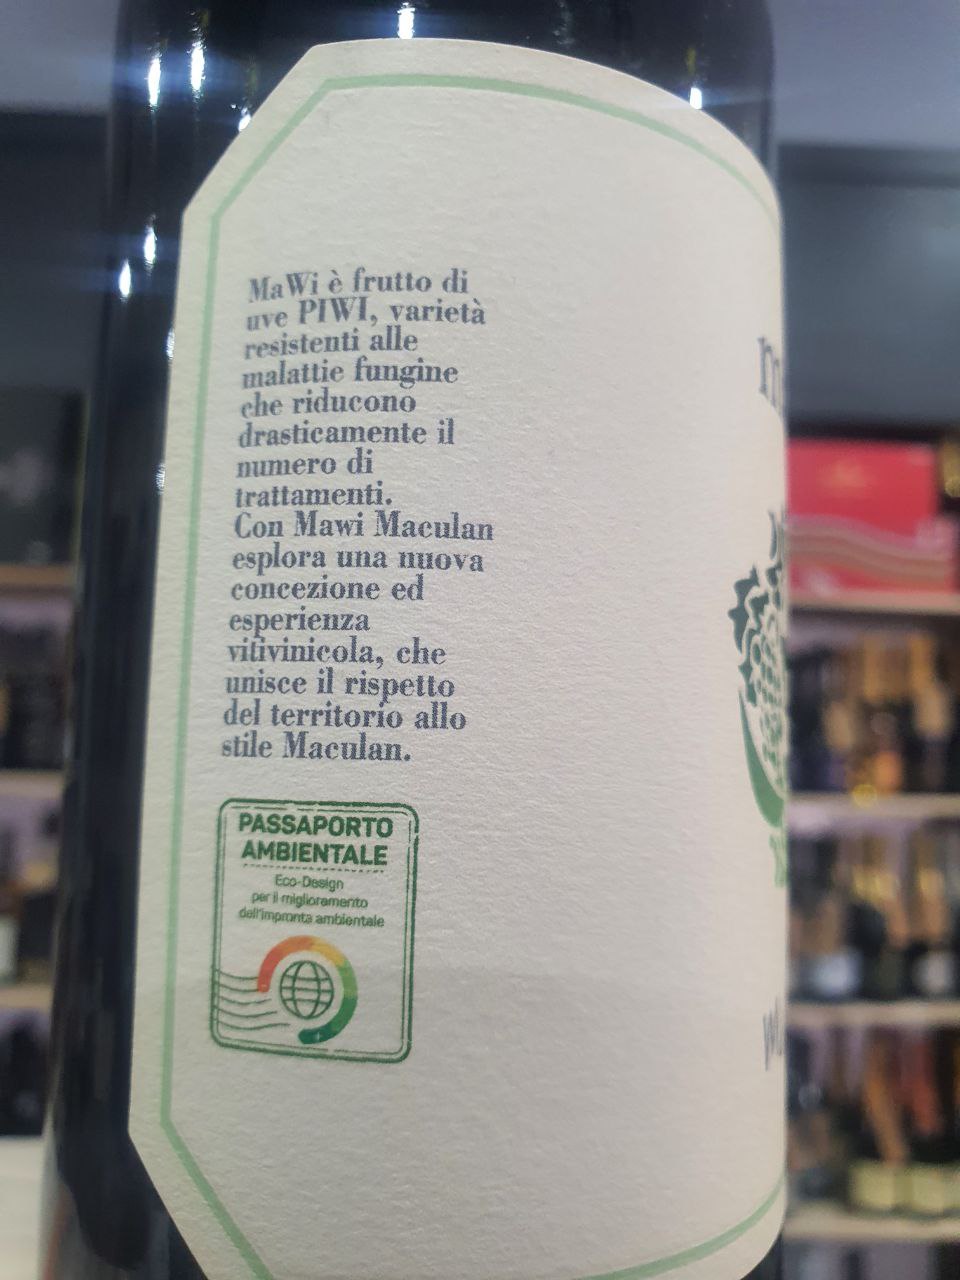 MaWi è frutto di
uve PIWI, varietà
resistenti alle
malattie fungine
che riducono
drasticamente il
numero di
trattamenti.
Con Mawi Maculan
esplora una nuova
concezione ed
esperienza
vitivinicola, che
unisce il rispetto
del territorio allo
stile Maculan.
PASSAPORTO
AMBIENTALE
Eco-Design
per il miglioramento
dell'impronta ambientale